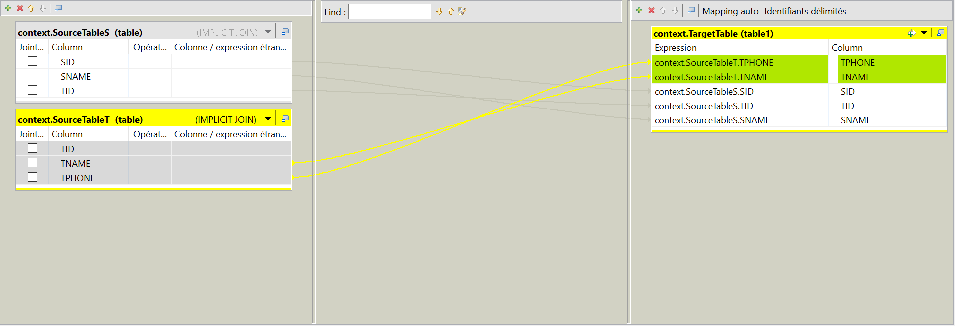 context.SourceTableS (table) (IMPLICIT JOIN)
Joint... Column Opérat... Colonne / expression étran...
SID
SNAME
TID
context.SourceTableT (table) (IMPLICIT JOIN)
Joint... Column Opérat... Colonne / expression étran...
TID
TNAME
TPHONE
Find :
Mapping auto Identifiants délimités
context.TargetTable (table1)
Expression Column
context.SourceTableT.TPHONE TPHONE
context.SourceTableT.TNAME TNAME
context.SourceTableS.SID SID
context.SourceTableS.TID TID
context.SourceTableS.SNAME SNAME